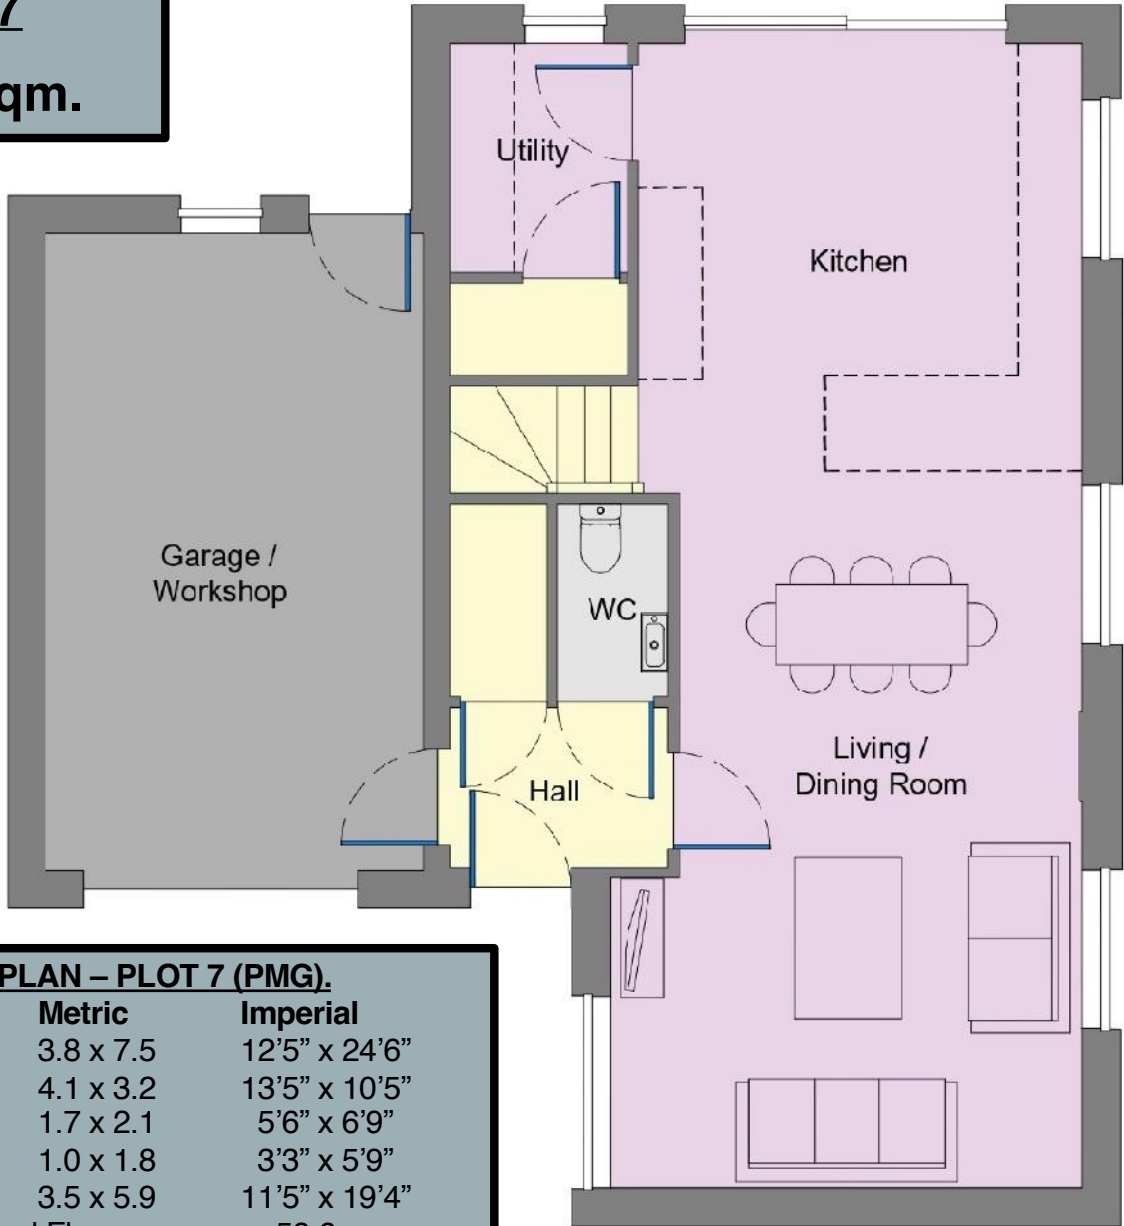 7
qm.
Utility
Kitchen
Garage /
Workshop
WC
Living /
Dining Room
Hall
PLAN – PLOT 7 (PMG).
Metric Imperial
3.8 x 7.5 12’5” x 24’6”
4.1 x 3.2 13’5” x 10’5”
1.7 x 2.1 5’6” x 6’9”
1.0 x 1.8 3’3” x 5’9”
3.5 x 5.9 11’5” x 19’4”